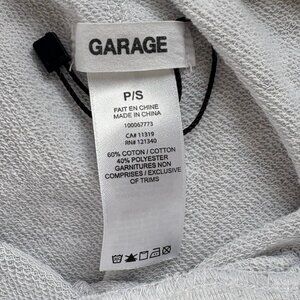 GARAGE
P/S
FAIT EN CHINE
MADE IN CHINA
100067773
CA# 11319
RN# 121340
60% COTON / COTTON
40% POLYESTER
GARNITURES NON
COMPRISES / EXCLUSIVE
OF TRIMS